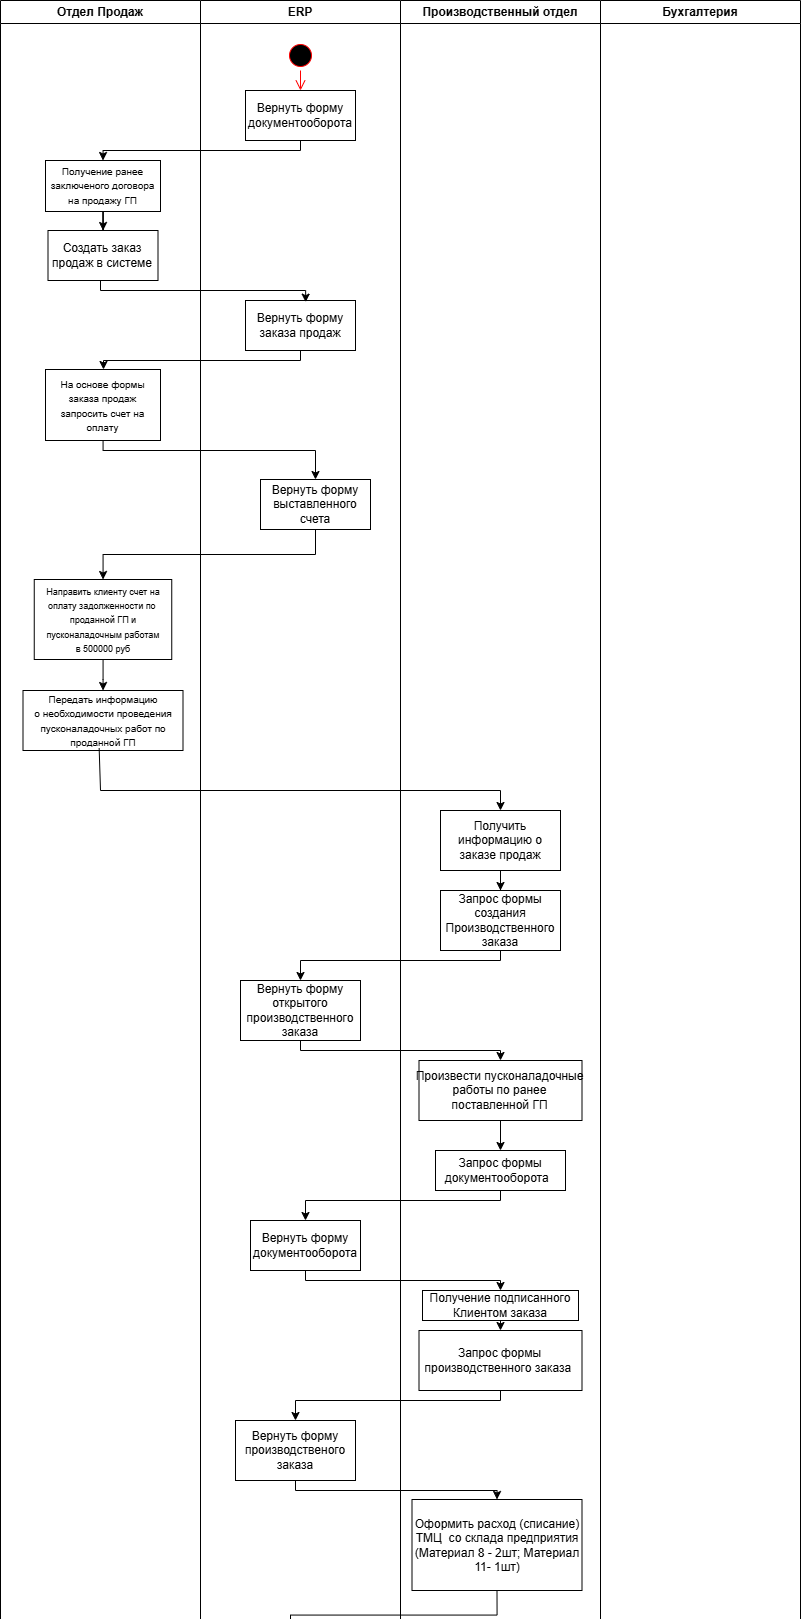 Отдел Продаж
ERP
Производственный отдел
Бухгалтерия
Вернуть форму
документооборота
Получение ранее
заключеного договора
на продажу ГП
Создать заказ
продаж в системе
Вернуть форму
заказа продаж
На основе формы
заказа продаж
запросить счет на
оплату
Вернуть форму
выставленного
счета
Направить клиенту счет на
оплату задолженности по
проданной ГП и
пусконаладочным работам
в 500000 руб
Передать информацию
о необходимости проведения
пусконаладочных работ по
проданной ГП
Получить
информацию о
заказе продаж
Запрос формы
создания
Производственного
заказа
Вернуть форму
открытого
производственного
заказа
Произвести пусконаладочные
работы по ранее
поставленной ГП
Запрос формы
документооборота
Вернуть форму
документооборота
Получение подписанного
Клиентом заказа
Запрос формы
производственного заказа
Вернуть форму
производственого
заказа
Оформить расход (списание)
ТМЦ со склада предприятия
(Материал 8 - 2шт; Материал
11- 1шт)